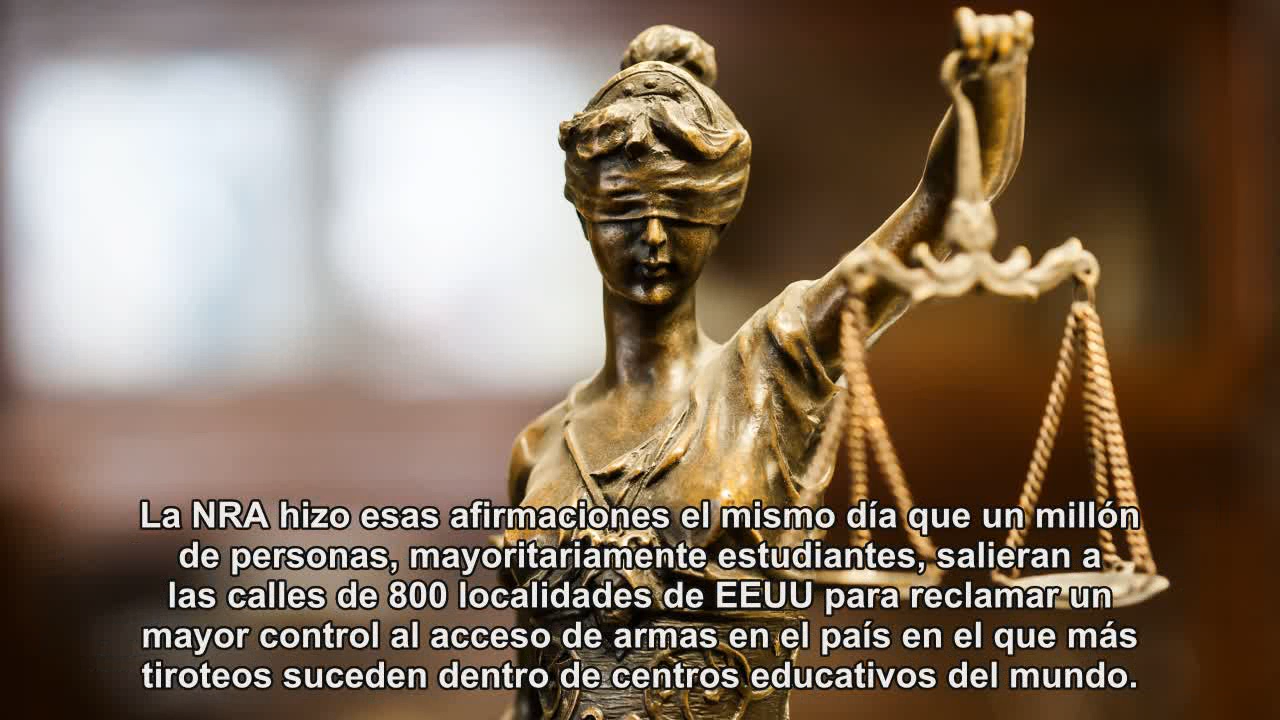 La NRA hizo esas afirmaciones el mismo día que un millón
de personas, mayoritariamente estudiantes, salieran a
las calles de 800 localidades de EEUU para reclamar un
mayor control al acceso de armas en el país en el que más
tiroteos suceden dentro de centros educativos del mundo.